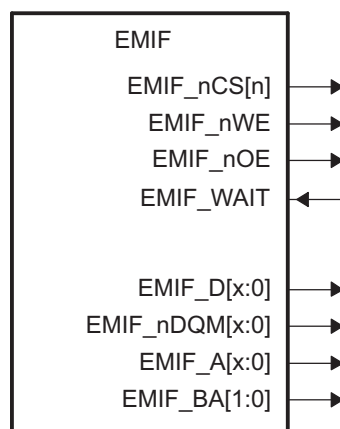 EMIF
EMIF_nCS[n]
EMIF_nWE
EMIF_nOE
EMIF_WAIT
EMIF_D[x:0]
EMIF_nDQM[x:0]
EMIF_A[x:0]
EMIF_BA[1:0]